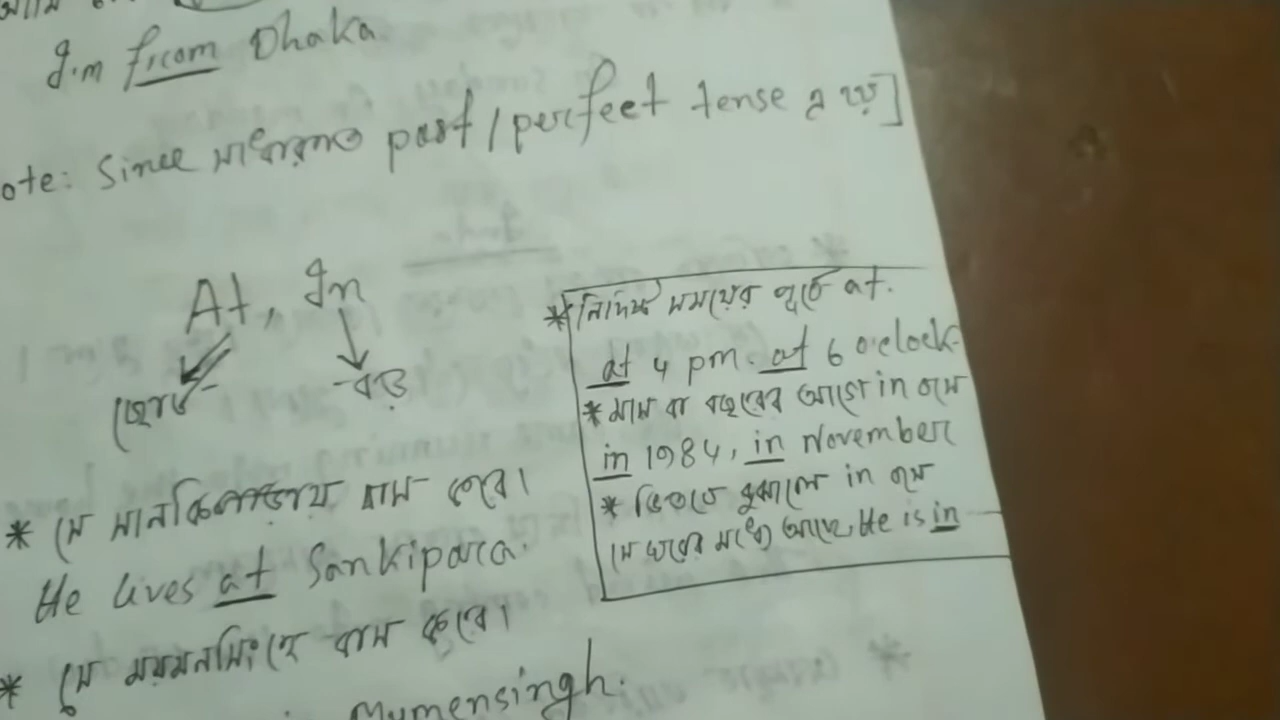 I'm from Dhaka
ote: Since সাধারণত past/perfect tense এ হয়]
At, In
ছোট বড়
* সে সানকিপাড়ায় বাস করে।
He lives at Sankipara.
* সে ময়মনসিংহে বাস করে।
Mymensingh.
* নির্দিষ্ট সময়ের পূর্বে at.
at 4 pm. at 6 o'clock
* মাস বা বছরের আগে in বসে
in 1984, in November
* ভিতরে বুঝালে in বসে
সে ঘরের মধ্যে আছে, He is in